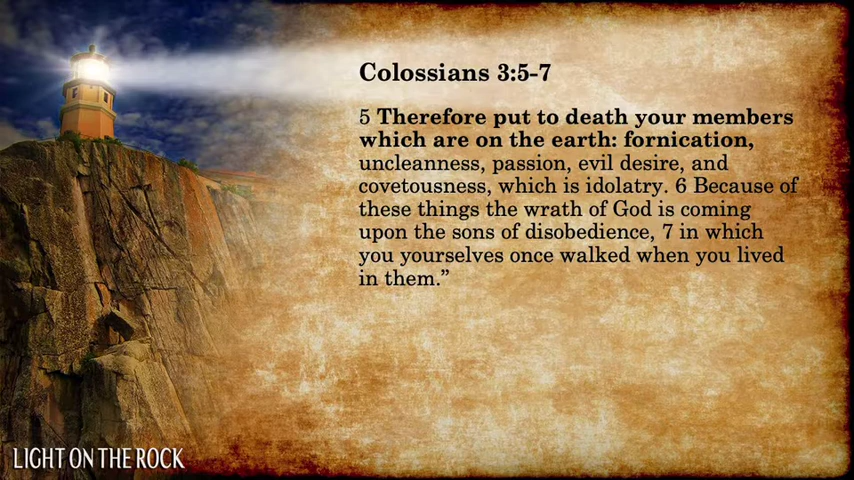 Colossians 3:5-7
5 Therefore put to death your members
which are on the earth: fornication,
uncleanness, passion, evil desire, and
covetousness, which is idolatry. 6 Because of
these things the wrath of God is coming
upon the sons of disobedience, 7 in which
you yourselves once walked when you lived
in them.”
LIGHT ON THE ROCK